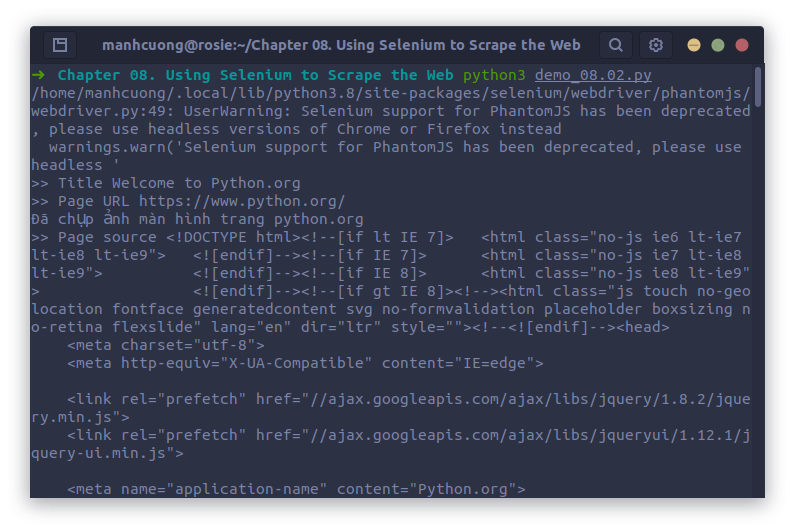 manhcuong@rosie:~/Chapter 08. Using Selenium to Scrape the Web
➜  Chapter 08. Using Selenium to Scrape the Web python3 demo_08.02.py
/home/manhcuong/.local/lib/python3.8/site-packages/selenium/webdriver/phantomjs/
webdriver.py:49: UserWarning: Selenium support for PhantomJS has been deprecated
, please use headless versions of Chrome or Firefox instead
  warnings.warn('Selenium support for PhantomJS has been deprecated, please use
headless '
>> Title Welcome to Python.org
>> Page URL https://www.python.org/
Đã chụp ảnh màn hình trang python.org
>> Page source <!DOCTYPE html><!--[if lt IE 7]>   <html class="no-js ie6 lt-ie7
lt-ie8 lt-ie9">   <![endif]--><!--[if IE 7]>      <html class="no-js ie7 lt-ie8
lt-ie9">          <![endif]--><!--[if IE 8]>      <html class="no-js ie8 lt-ie9"
>                 <![endif]--><!--[if gt IE 8]><!--><html class="js touch no-geo
location fontface generatedcontent svg no-formvalidation placeholder boxsizing n
o-retina flexslide" lang="en" dir="ltr" style=""><!--<![endif]--><head>
    <meta charset="utf-8">
    <meta http-equiv="X-UA-Compatible" content="IE=edge">
    <link rel="prefetch" href="//ajax.googleapis.com/ajax/libs/jquery/1.8.2/jque
ry.min.js">
    <link rel="prefetch" href="//ajax.googleapis.com/ajax/libs/jqueryui/1.12.1/j
query-ui.min.js">
    <meta name="application-name" content="Python.org">